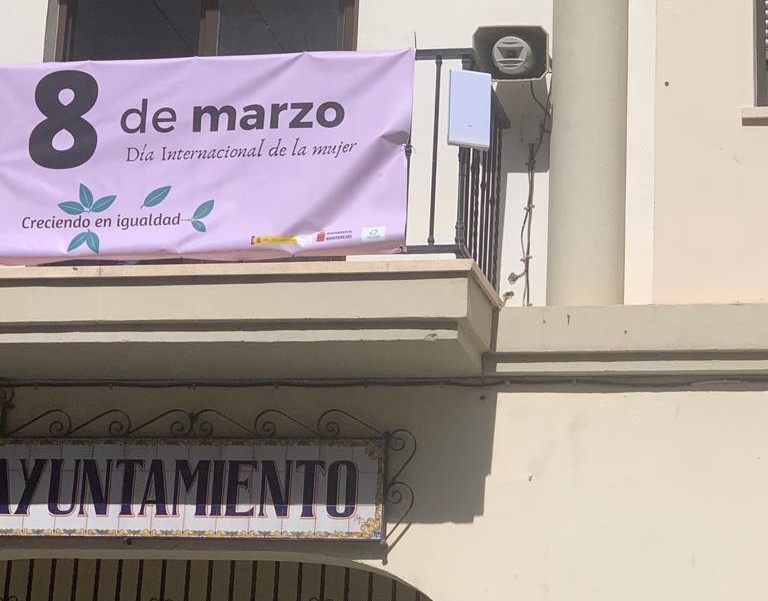 8 de marzo
Día Internacional de la mujer
Creciendo en igualdad
AYUNTAMIENTO